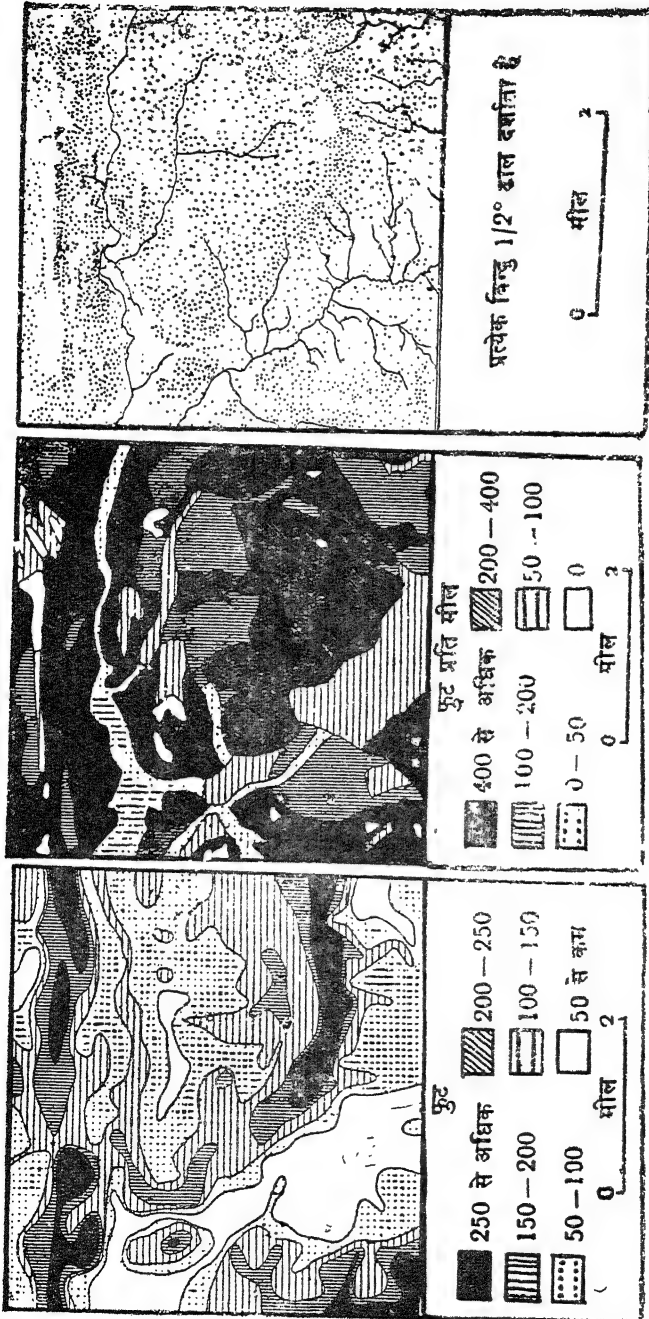 फुट
250 से अधिक 200–250
150–200 100–150
50–100 50 से कम
0 मील 2
फुट प्रति मील
400 से अधिक 200–400
100–200 50–100
0–50 0
0 मील 2
प्रत्येक बिन्दु 1/2° ढाल दर्शाता है
0 मील 2